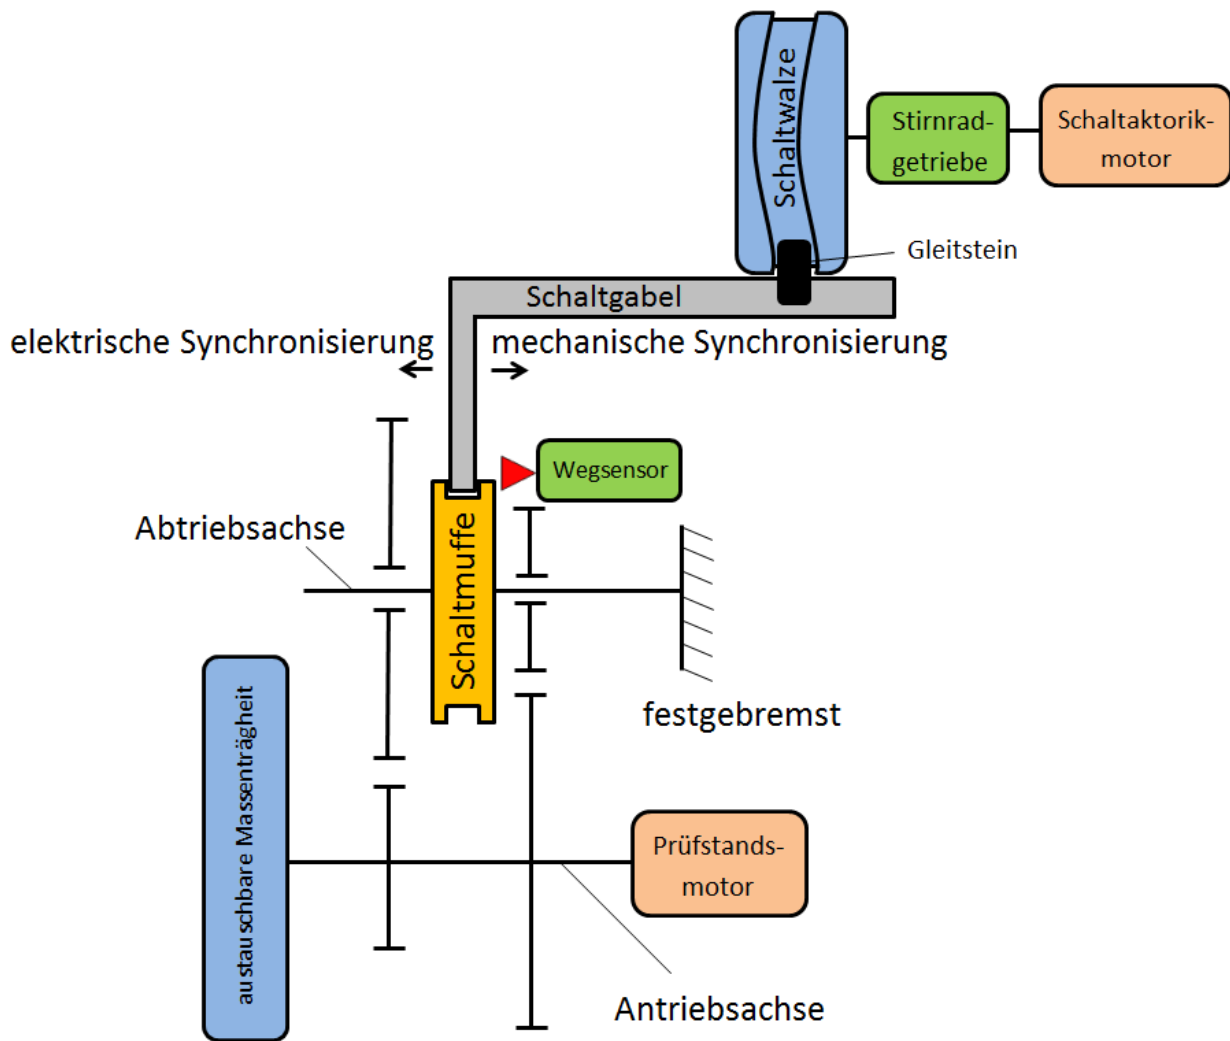 Schaltwalze
Stirnrad-
getriebe
Schaltaktorik-
motor
Gleitstein
Schaltgabel
elektrische Synchronisierung
mechanische Synchronisierung
Wegsensor
Abtriebsachse
Schaltmuffe
festgebremst
austauschbare Massenträgheit
Prüfstands-
motor
Antriebsachse